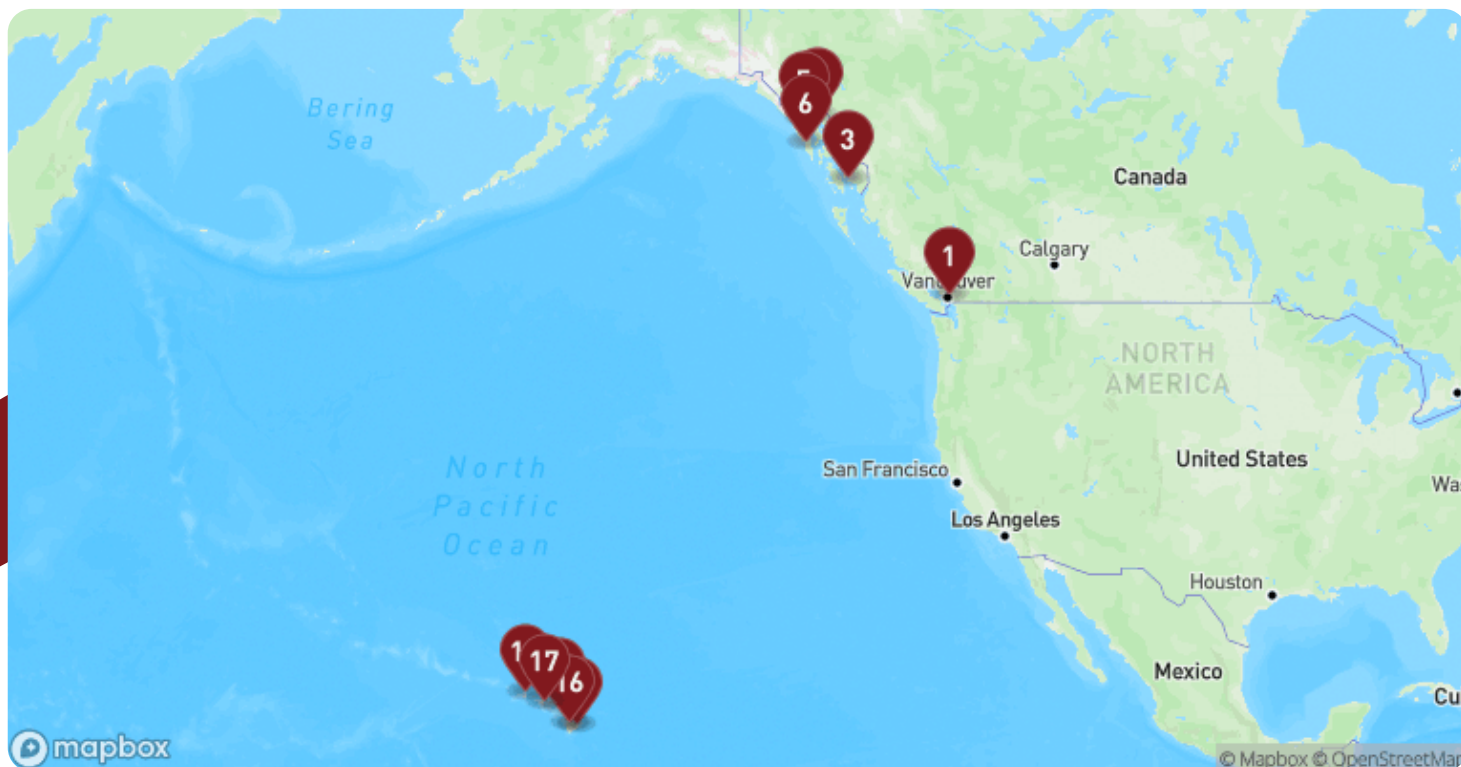 5
6
Bering
Sea
3
Canada
1
Calgary
Vancouver
NORTH
AMERICA
North
Pacific
Ocean
San Francisco
United States
Los Angeles
Houston
17
16
Mexico
mapbox
© Mapbox © OpenStreetMap